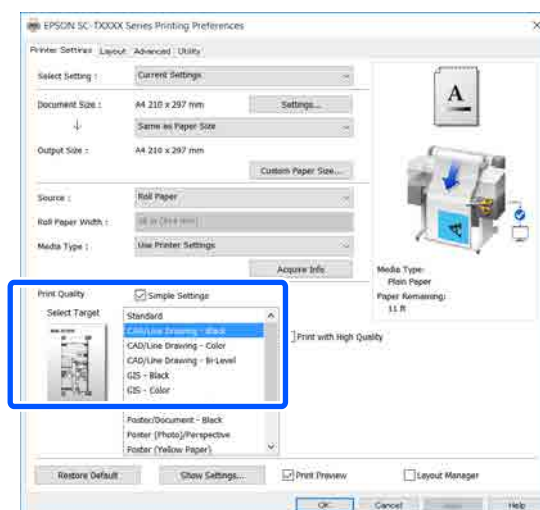 EPSON SC-TXXXX Series Printing Preferences
Printer Settings Layout Advanced Utility
Select Setting : Current Settings
Document Size : A4 210 x 297 mm Settings...
Same as Paper Size
Output Size : A4 210 x 297 mm
Custom Paper Size...
Source : Roll Paper
Roll Paper Width :
Media Type : Use Printer Settings
Acquire Info
Media Type:
Plain Paper
Paper Remaining:
11 ft
Print Quality Simple Settings
Select Target Standard
CAD/Line Drawing - Black
CAD/Line Drawing - Color
CAD/Line Drawing - Bi-Level
GIS - Black
GIS - Color
Print with High Quality
Poster/Document - Black
Poster (Photo)/Perspective
Poster (Yellow Paper)
Restore Default Show Settings... Print Preview Layout Manager
OK Cancel Help
A